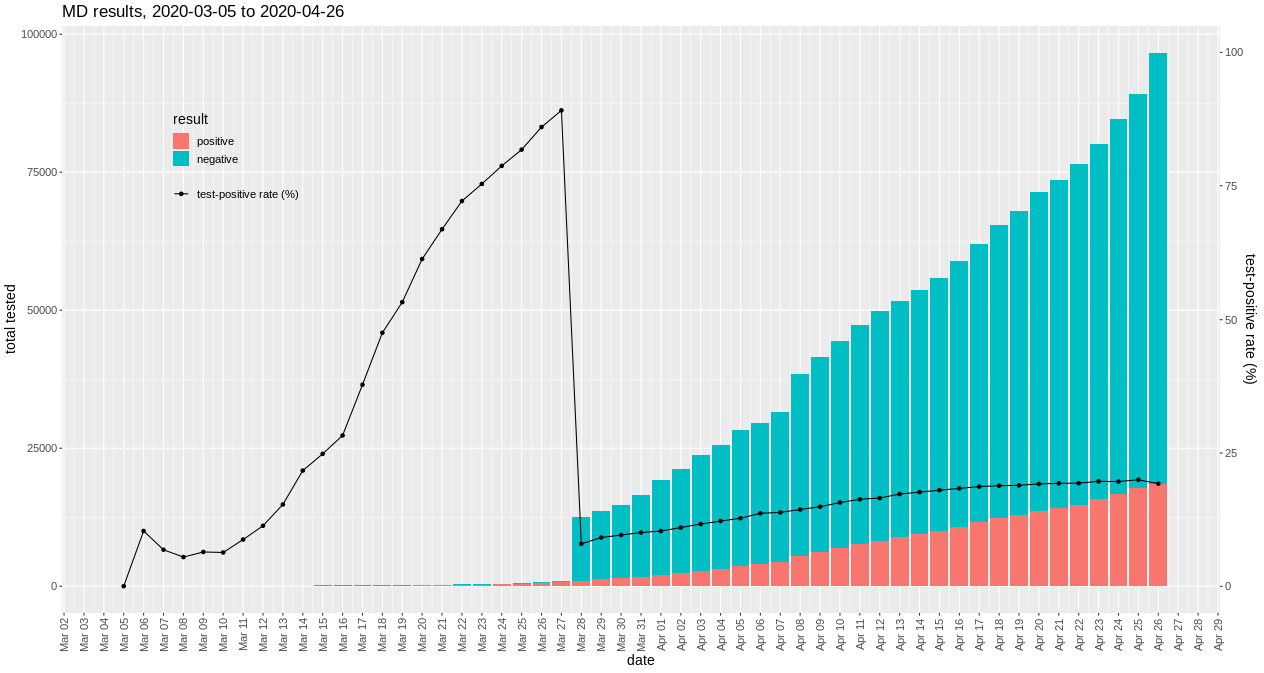 MD results, 2020-03-05 to 2020-04-26
100000
75000
50000
25000
0
total tested
result
positive
negative
test-positive rate (%)
100
75
50
25
0
test-positive rate (%)
Mar 02
Mar 03
Mar 04
Mar 05
Mar 06
Mar 07
Mar 08
Mar 09
Mar 10
Mar 11
Mar 12
Mar 13
Mar 14
Mar 15
Mar 16
Mar 17
Mar 18
Mar 19
Mar 20
Mar 21
Mar 22
Mar 23
Mar 24
Mar 25
Mar 26
Mar 27
Mar 28
Mar 29
Mar 30
Mar 31
Apr 01
Apr 02
Apr 03
Apr 04
Apr 05
Apr 06
Apr 07
Apr 08
Apr 09
Apr 10
Apr 11
Apr 12
Apr 13
Apr 14
Apr 15
Apr 16
Apr 17
Apr 18
Apr 19
Apr 20
Apr 21
Apr 22
Apr 23
Apr 24
Apr 25
Apr 26
Apr 27
Apr 28
Apr 29
date